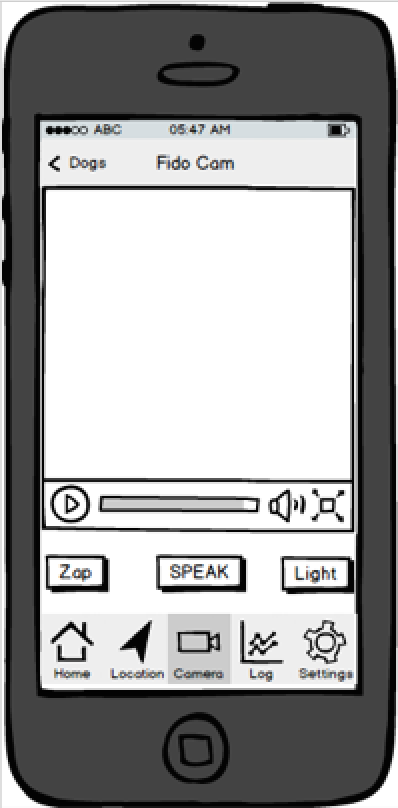 ABC 05:47 AM
Dogs Fido Cam
Zap SPEAK Light
Home Location Camera Log Settings